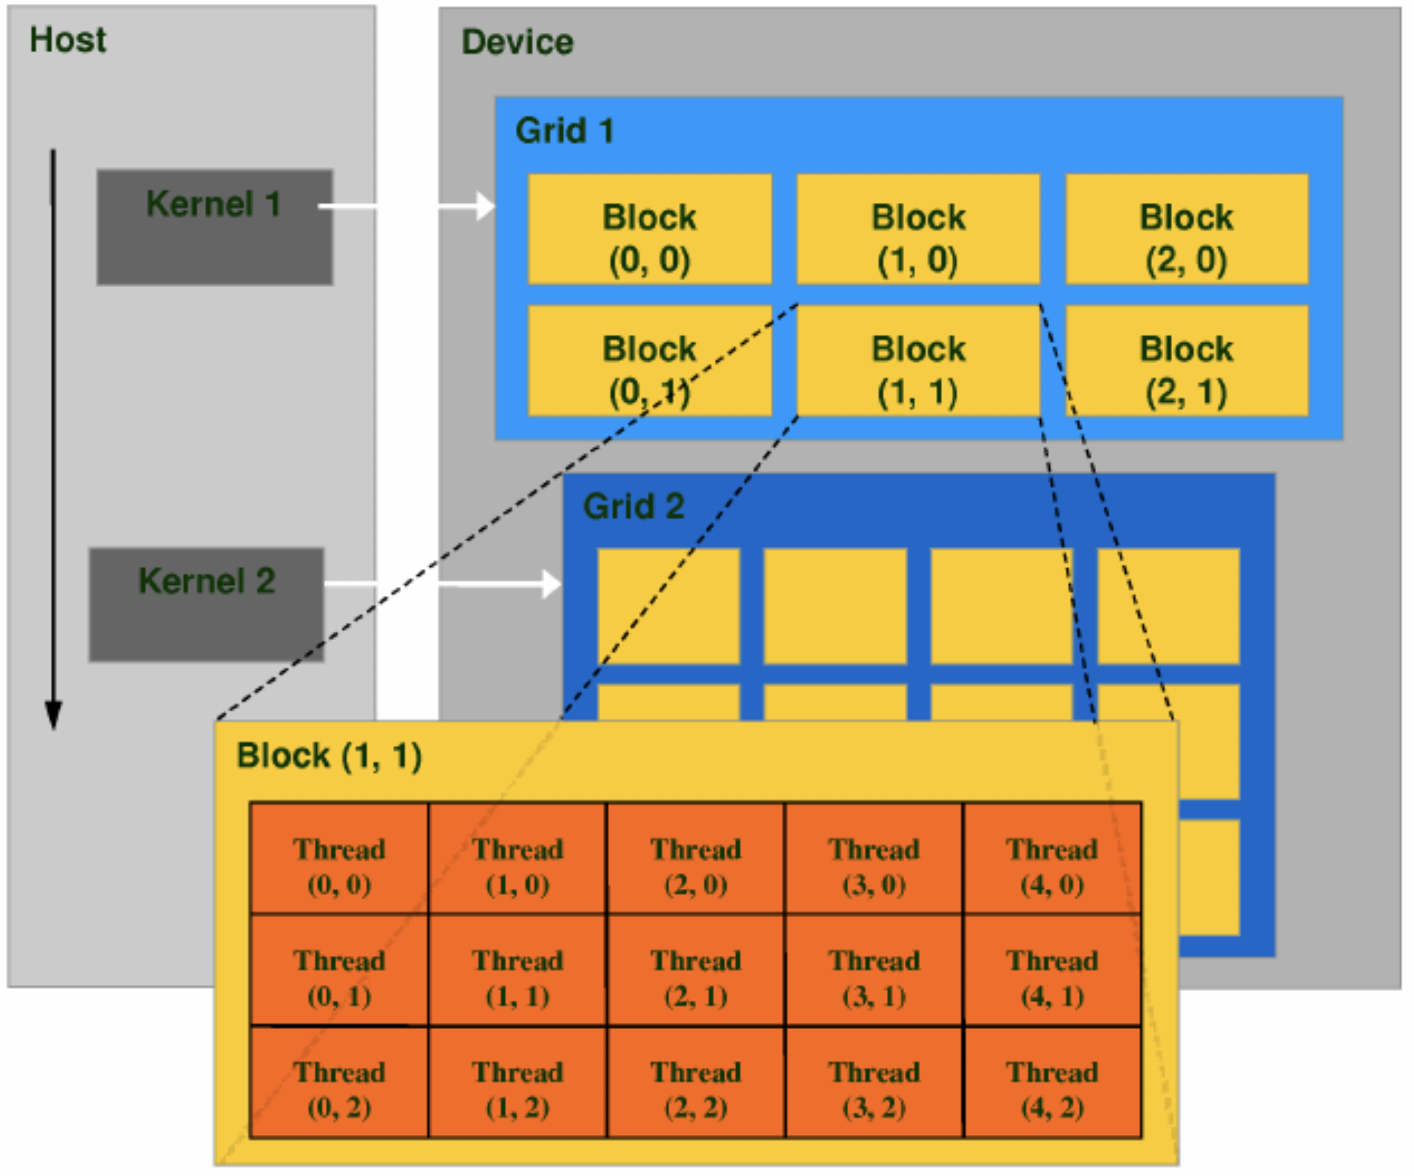 Host
Device
Grid 1
Kernel 1
Block
(0, 0)
Block
(1, 0)
Block
(2, 0)
Block
(0, 1)
Block
(1, 1)
Block
(2, 1)
Grid 2
Kernel 2
Block (1, 1)
Thread
(0, 0)
Thread
(1, 0)
Thread
(2, 0)
Thread
(3, 0)
Thread
(4, 0)
Thread
(0, 1)
Thread
(1, 1)
Thread
(2, 1)
Thread
(3, 1)
Thread
(4, 1)
Thread
(0, 2)
Thread
(1, 2)
Thread
(2, 2)
Thread
(3, 2)
Thread
(4, 2)